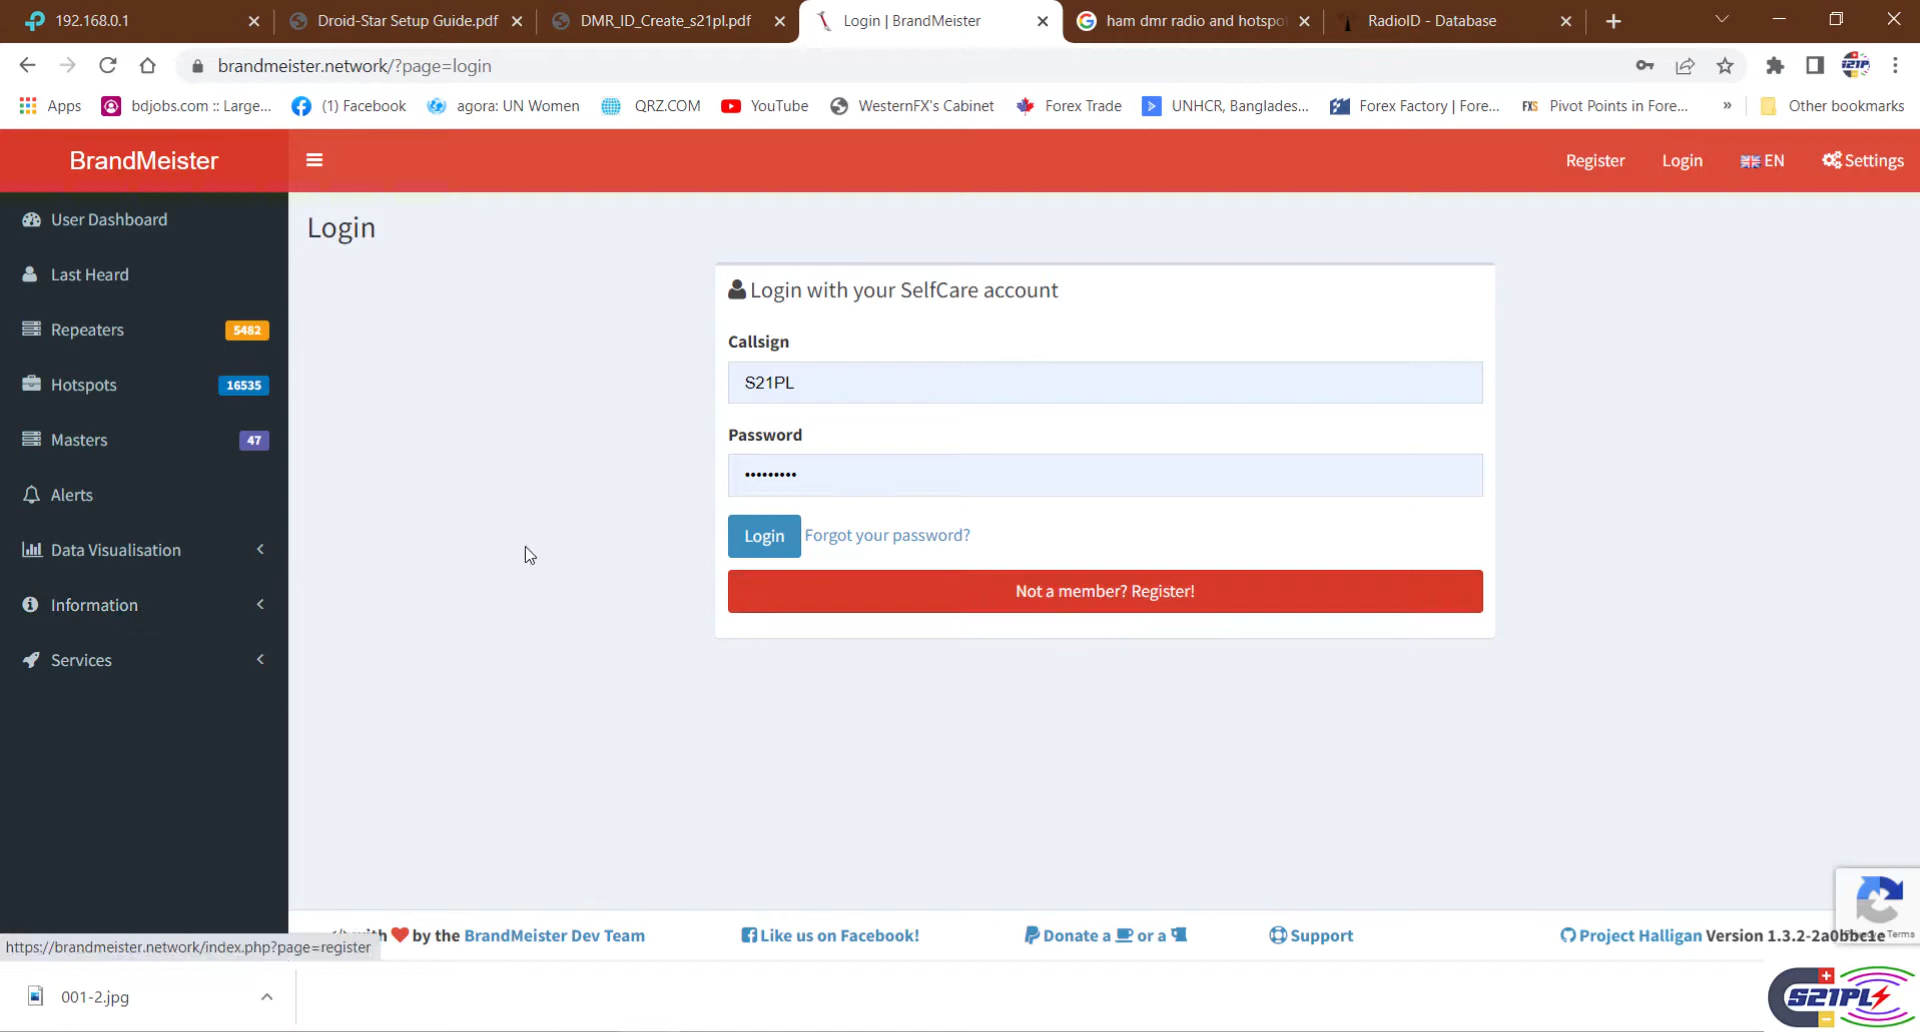 192.168.0.1
Droid-Star Setup Guide.pdf
DMR_ID_Create_s21pl.pdf
Login | BrandMeister
ham dmr radio and hotspo
RadioID - Database
brandmeister.network/?page=login
Apps
bdjobs.com :: Large...
(1) Facebook
agora: UN Women
QRZ.COM
YouTube
WesternFX's Cabinet
Forex Trade
UNHCR, Banglades...
Forex Factory | Fore...
FXS Pivot Points in Fore...
»
Other bookmarks
BrandMeister
Register
Login
EN
Settings
User Dashboard
Last Heard
Repeaters 5482
Hotspots 16535
Masters 47
Alerts
Data Visualisation
Information
Services
Login
Login with your SelfCare account
Callsign
S21PL
Password
•••••••••
Login Forgot your password?
Not a member? Register!
by the BrandMeister Dev Team
Like us on Facebook!
Donate a or a
Support
Project Halligan Version 1.3.2-2a0bbc1e
Terms
https://brandmeister.network/index.php?page=register
001-2.jpg
S21PL